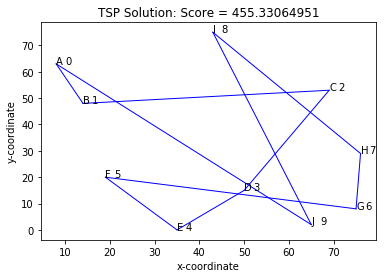 TSP Solution: Score = 455.33064951
y-coordinate
70
60
50
40
30
20
10
0
I 8
A 0
C 2
B 1
H 7
F 5
D 3
G 6
J 9
E 4
10 20 30 40 50 60 70
x-coordinate